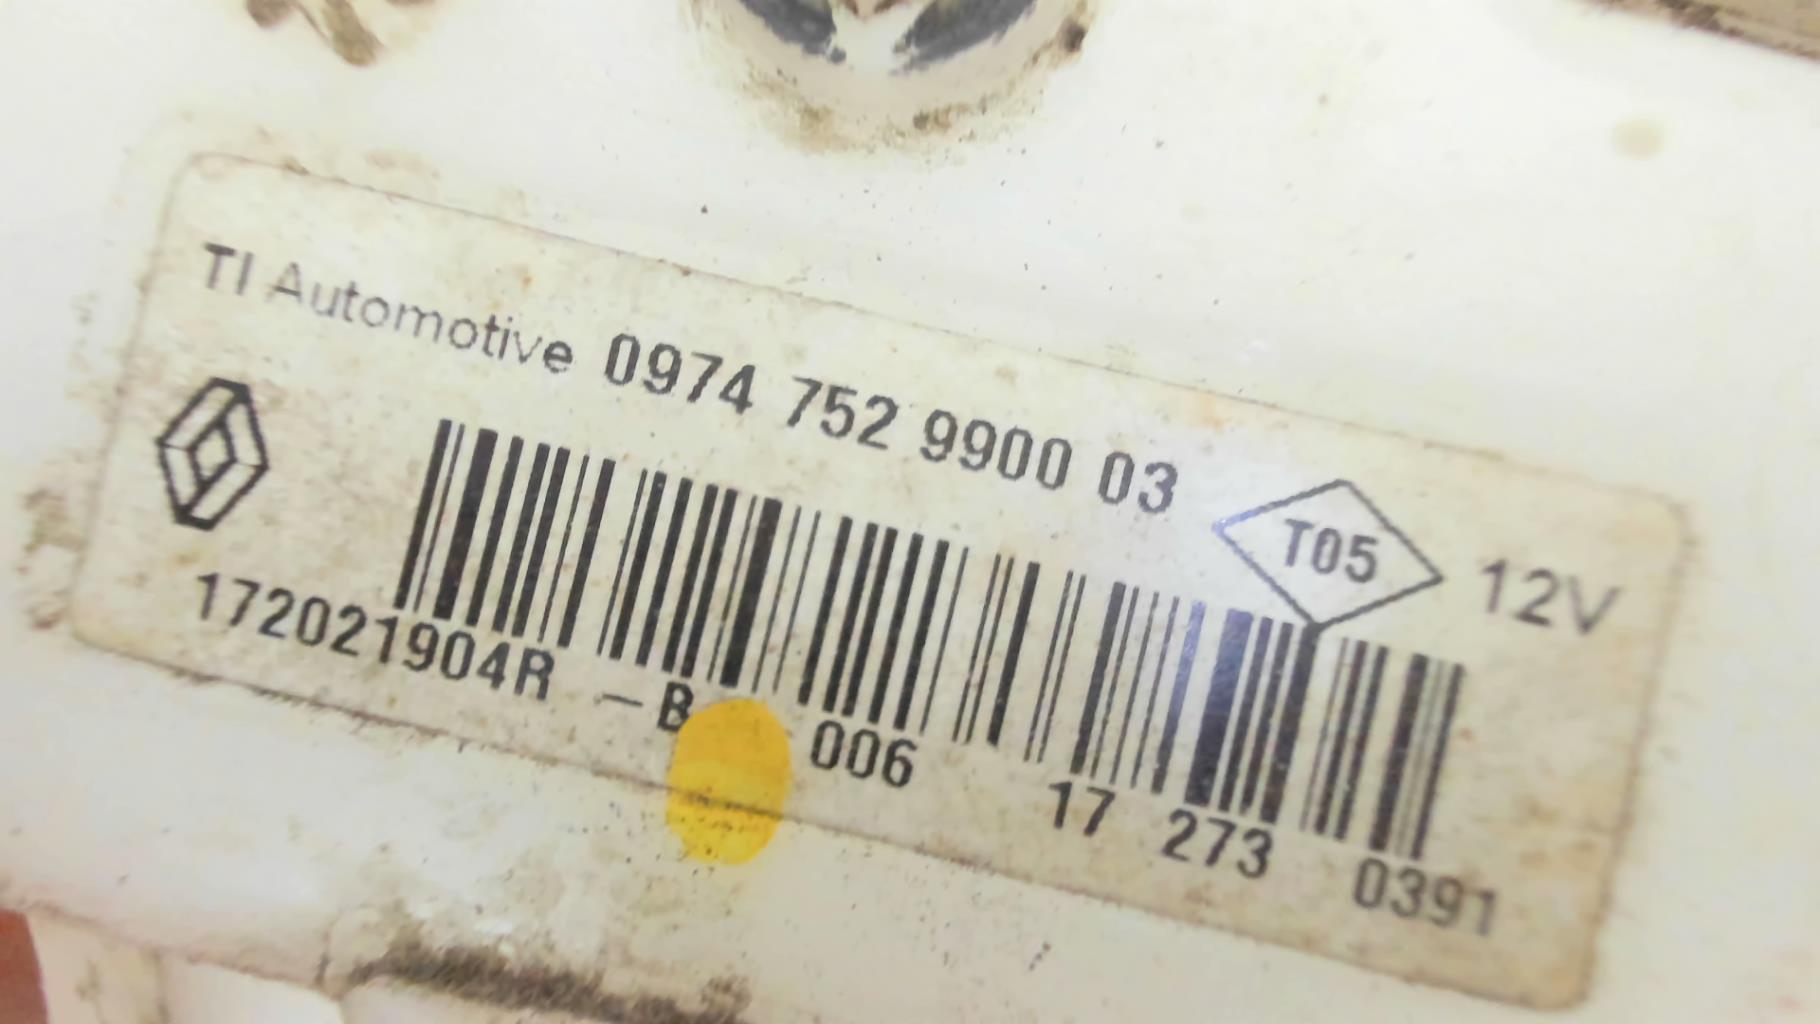 TI Automotive 0974 752 9900 03
T05 12V
172021904R -B 006 17 273 0391